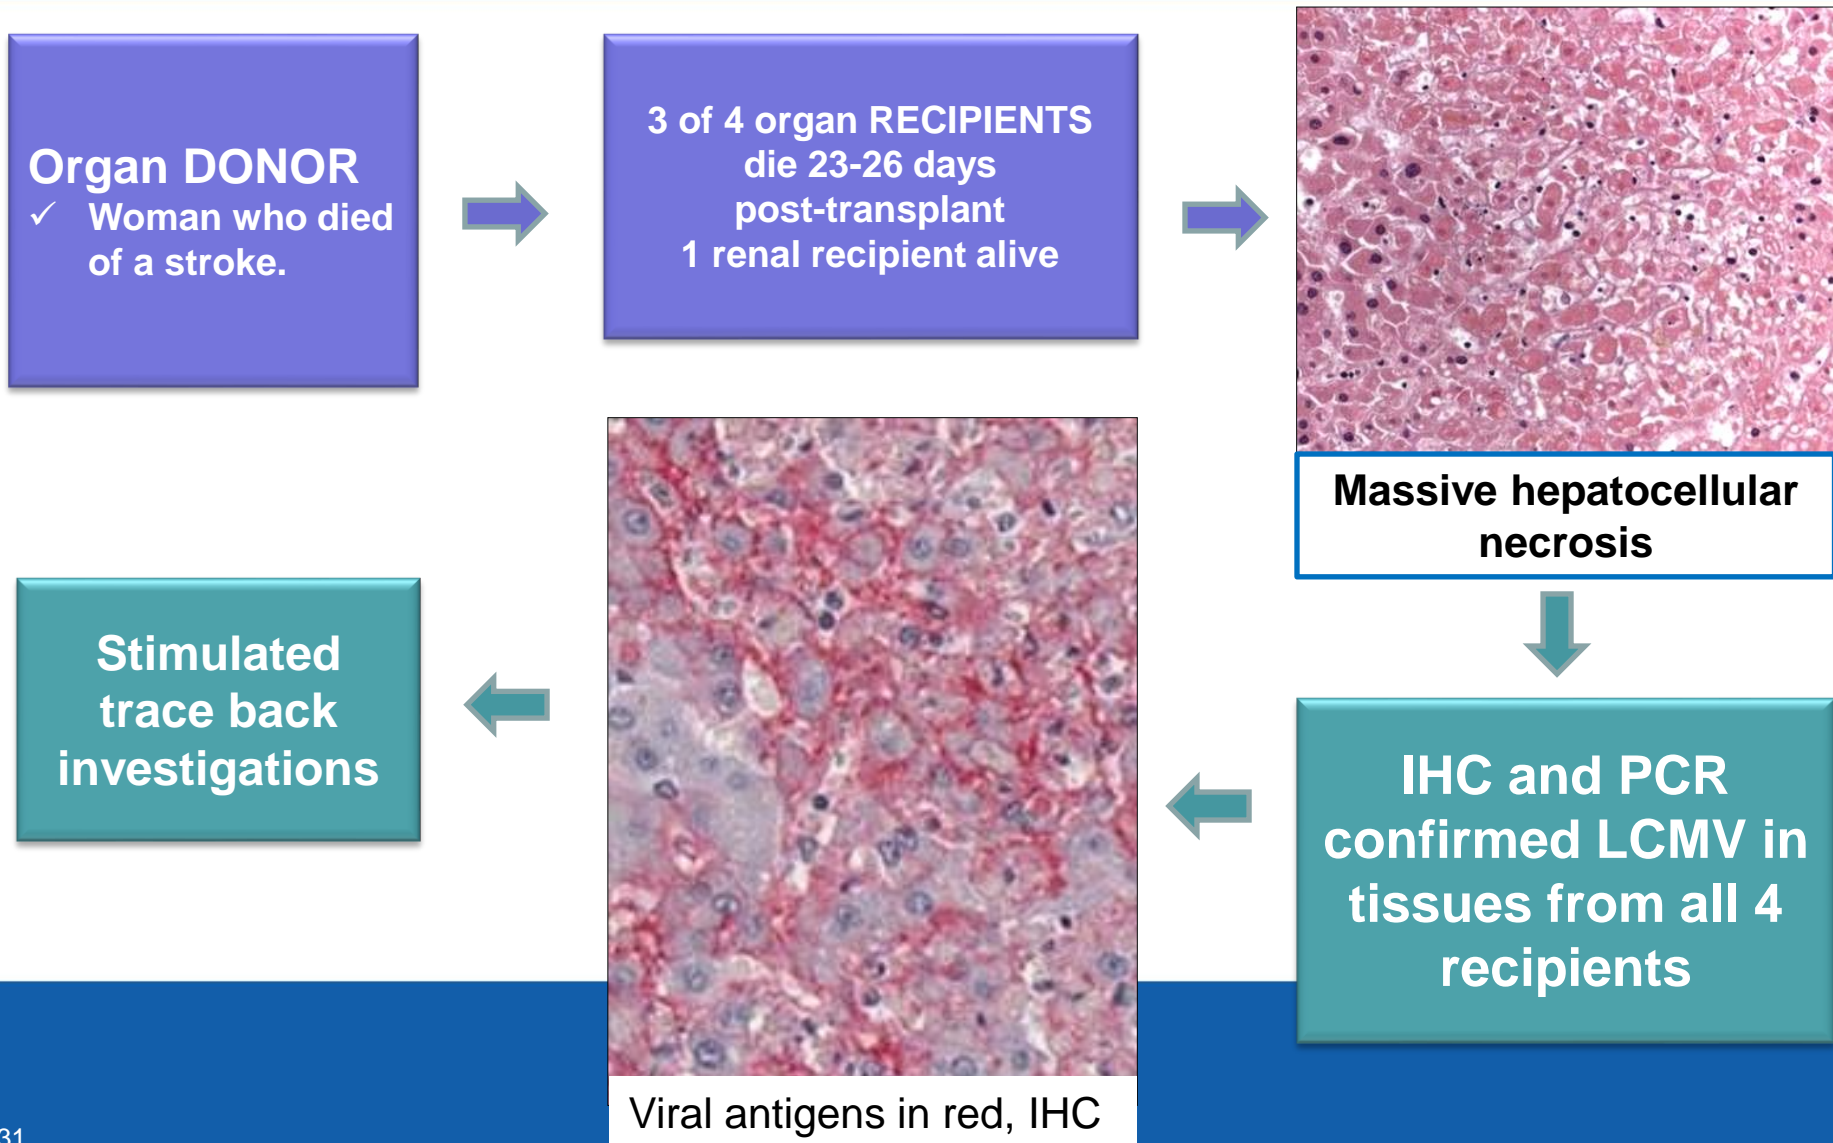 Organ DONOR
✓ Woman who died
of a stroke.
3 of 4 organ RECIPIENTS
die 23-26 days
post-transplant
1 renal recipient alive
Massive hepatocellular
necrosis
IHC and PCR
confirmed LCMV in
tissues from all 4
recipients
Viral antigens in red, IHC
Stimulated
trace back
investigations
31